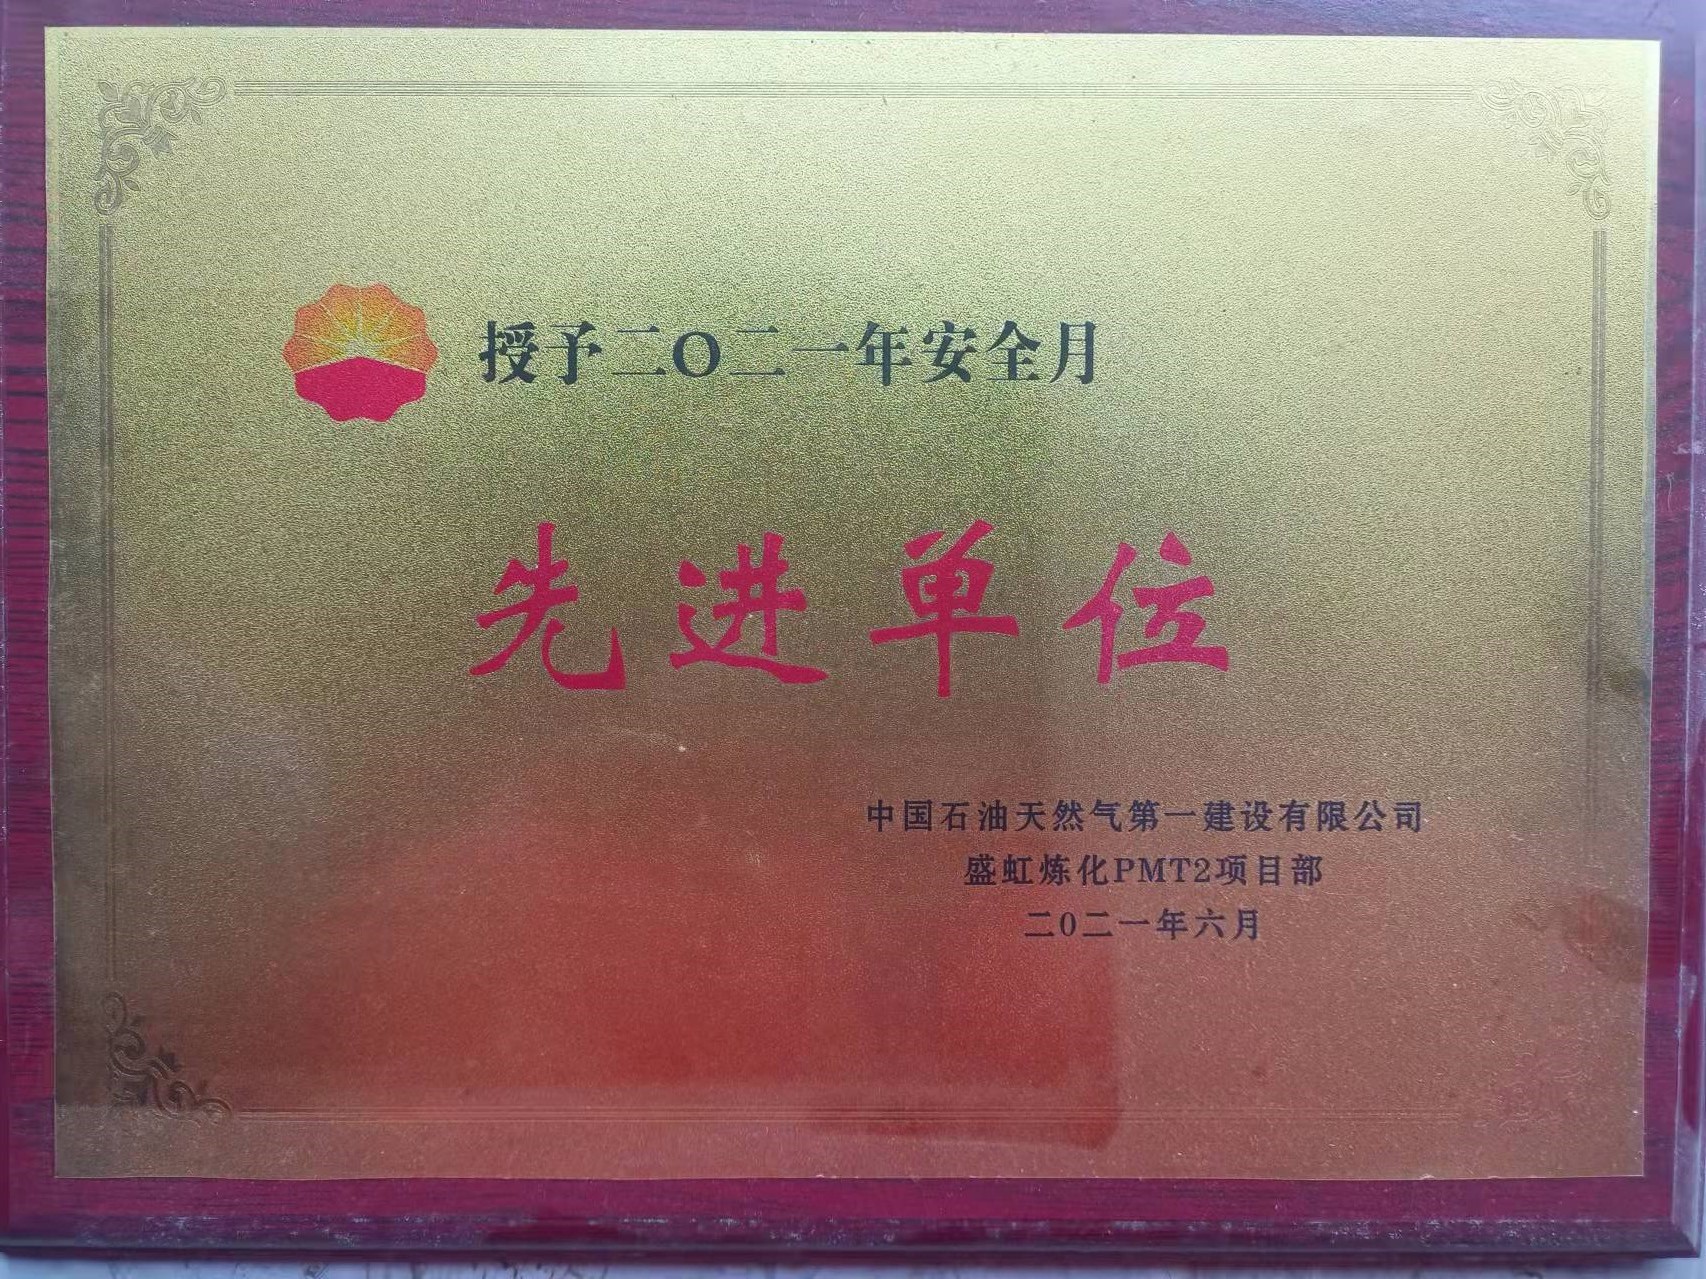 授予二〇二一年安全月
先进单位
中国石油天然气第一建设有限公司
盛虹炼化PMT2项目部
二〇二一年六月